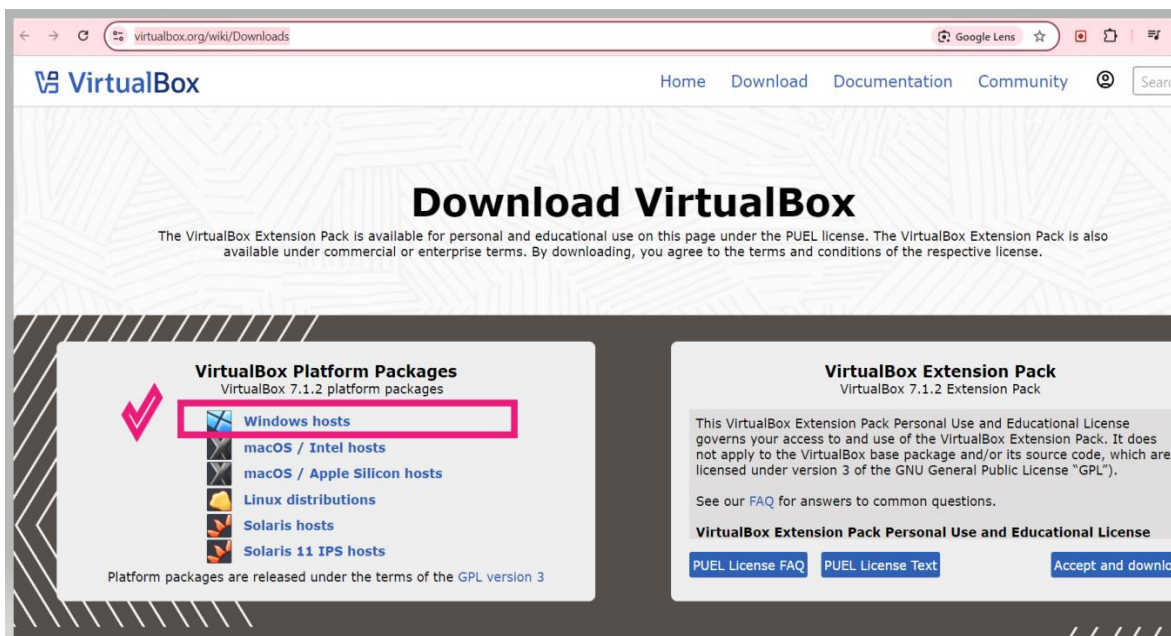 virtualbox.org/wiki/Downloads
Google Lens
VirtualBox
Home Download Documentation Community
Download VirtualBox
The VirtualBox Extension Pack is available for personal and educational use on this page under the PUEL license. The VirtualBox Extension Pack is also
available under commercial or enterprise terms. By downloading, you agree to the terms and conditions of the respective license.
VirtualBox Platform Packages
VirtualBox 7.1.2 platform packages
Windows hosts
macOS / Intel hosts
macOS / Apple Silicon hosts
Linux distributions
Solaris hosts
Solaris 11 IPS hosts
Platform packages are released under the terms of the GPL version 3
VirtualBox Extension Pack
VirtualBox 7.1.2 Extension Pack
This VirtualBox Extension Pack Personal Use and Educational License
governs your access to and use of the VirtualBox Extension Pack. It does
not apply to the VirtualBox base package and/or its source code, which are
licensed under version 3 of the GNU General Public License “GPL”).
See our FAQ for answers to common questions.
VirtualBox Extension Pack Personal Use and Educational License
PUEL License FAQ PUEL License Text Accept and